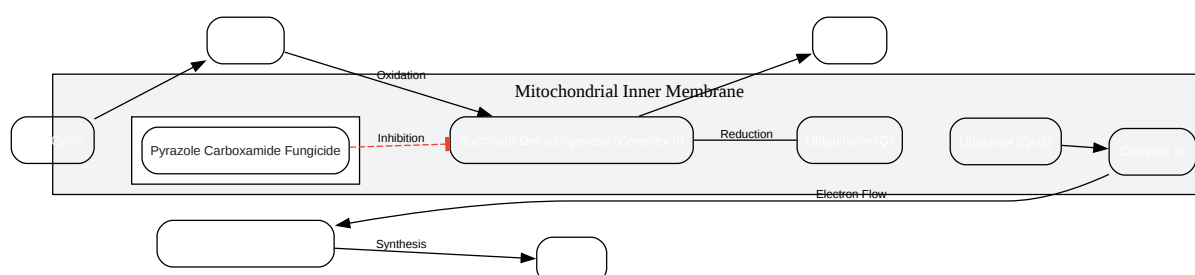 Oxidation
Mitochondrial Inner Membrane
Cycle
Pyrazole Carboxamide Fungicide
Inhibition
Succinate Dehydrogenase (Complex II)
Reduction
Ubiquinone (Q)
Ubiquinol (QH2)
Complex III
Electron Flow
Synthesis